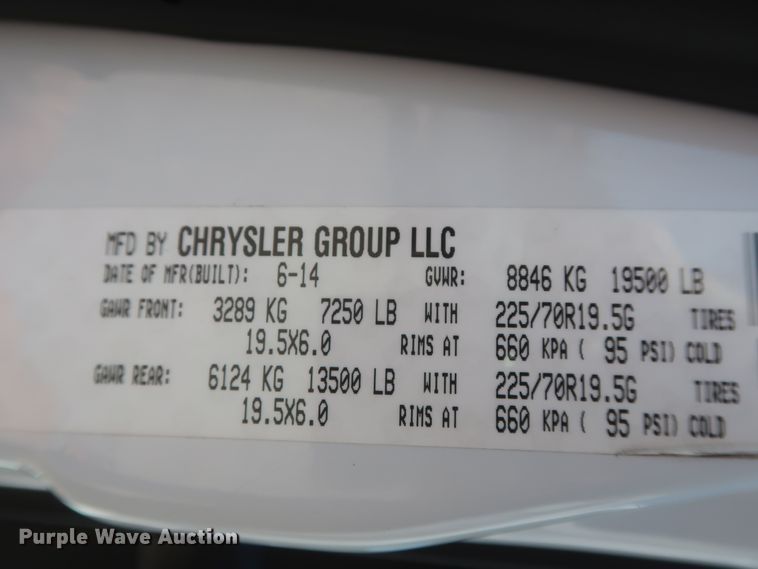 MFD BY CHRYSLER GROUP LLC
DATE OF MFR(BUILT): 6-14 GVWR: 8846 KG 19500 LB
GAWR FRONT: 3289 KG 7250 LB WITH 225/70R19.5G TIRES
19.5X6.0 RIMS AT 660 KPA ( 95 PSI) COLD
GAWR REAR: 6124 KG 13500 LB WITH 225/70R19.5G TIRES
19.5X6.0 RIMS AT 660 KPA ( 95 PSI) COLD
Purple Wave Auction